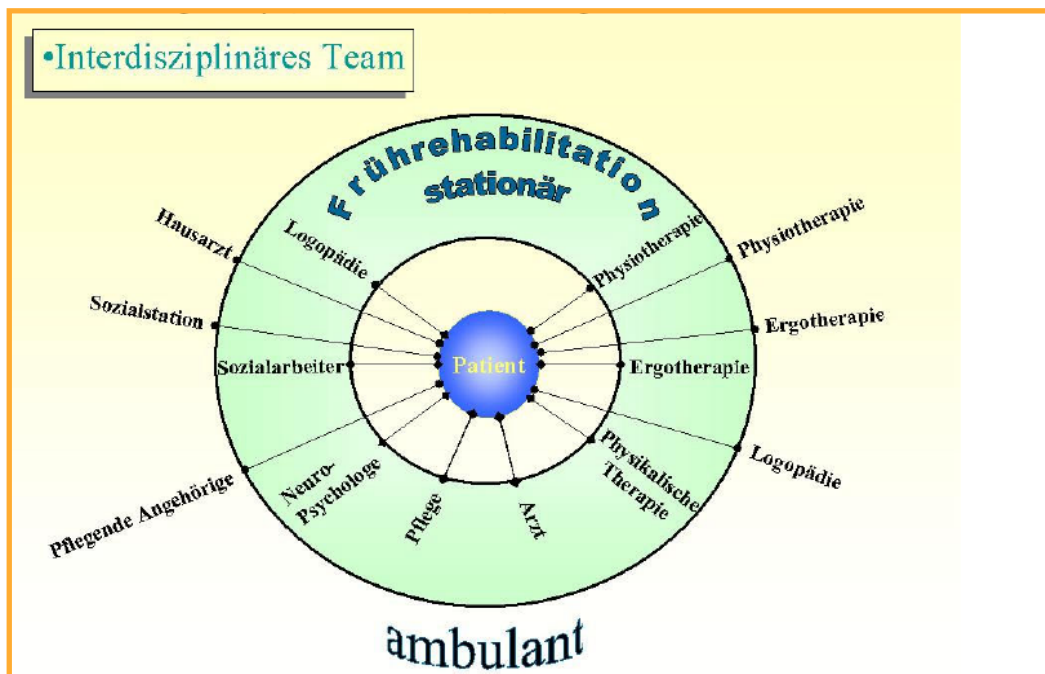 •Interdisziplinäres Team
Frührehabilitation
stationär
Hausarzt
Logopädie
Physiotherapie
Physiotherapie
Sozialstation
Ergotherapie
Sozialarbeiter
Patient
Ergotherapie
Pflegende Angehörige
Neuro-
Psychologe
Pflege
Arzt
Physikalische
Therapie
Logopädie
ambulant